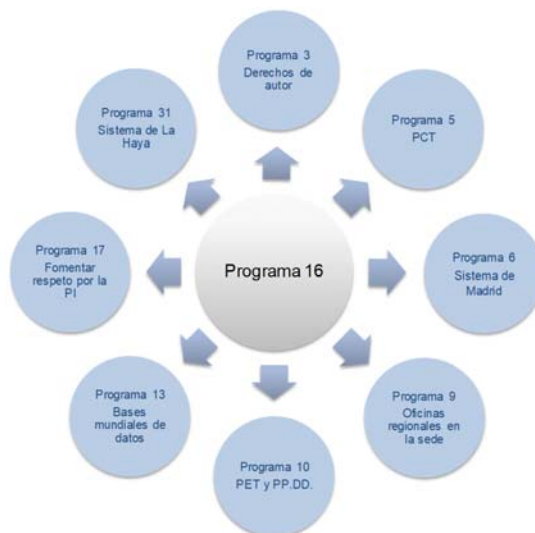 Programa 3
Derechos de
autor
Programa 5
PCT
Programa 6
Sistema de
Madrid
Programa 9
Oficinas
regionales en
la sede
Programa 10
PET y PP.DD.
Programa 13
Bases
mundiales de
datos
Programa 17
Fomentar
respeto por la
PI
Programa 31
Sistema de La
Haya
Programa 16